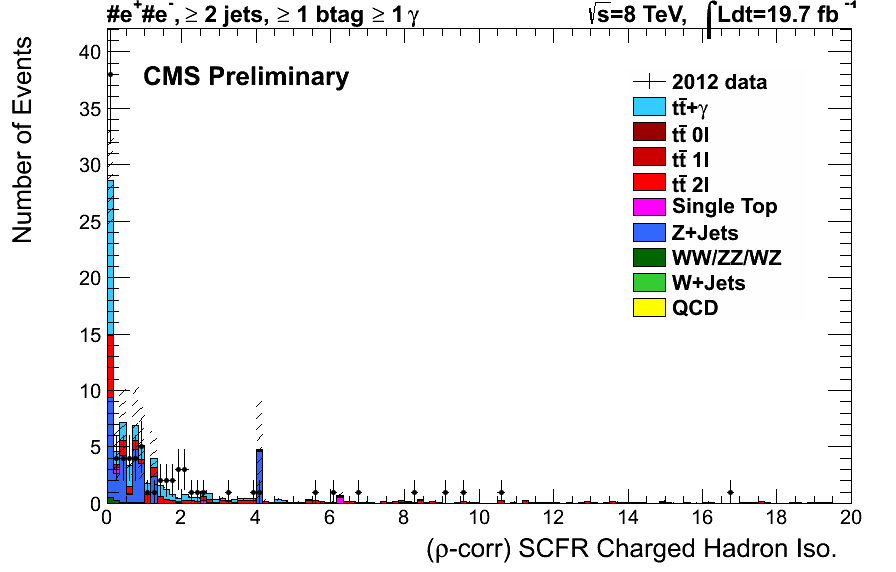 #e⁺#e⁻, ≥ 2 jets, ≥ 1 btag ≥ 1 γ
√s=8 TeV, ∫Ldt=19.7 fb⁻¹
CMS Preliminary
2012 data
tt̄+γ
tt̄ 0l
tt̄ 1l
tt̄ 2l
Single Top
Z+Jets
WW/ZZ/WZ
W+Jets
QCD
Number of Events
40
35
30
25
20
15
10
5
0
0 2 4 6 8 10 12 14 16 18 20
(ρ-corr) SCFR Charged Hadron Iso.